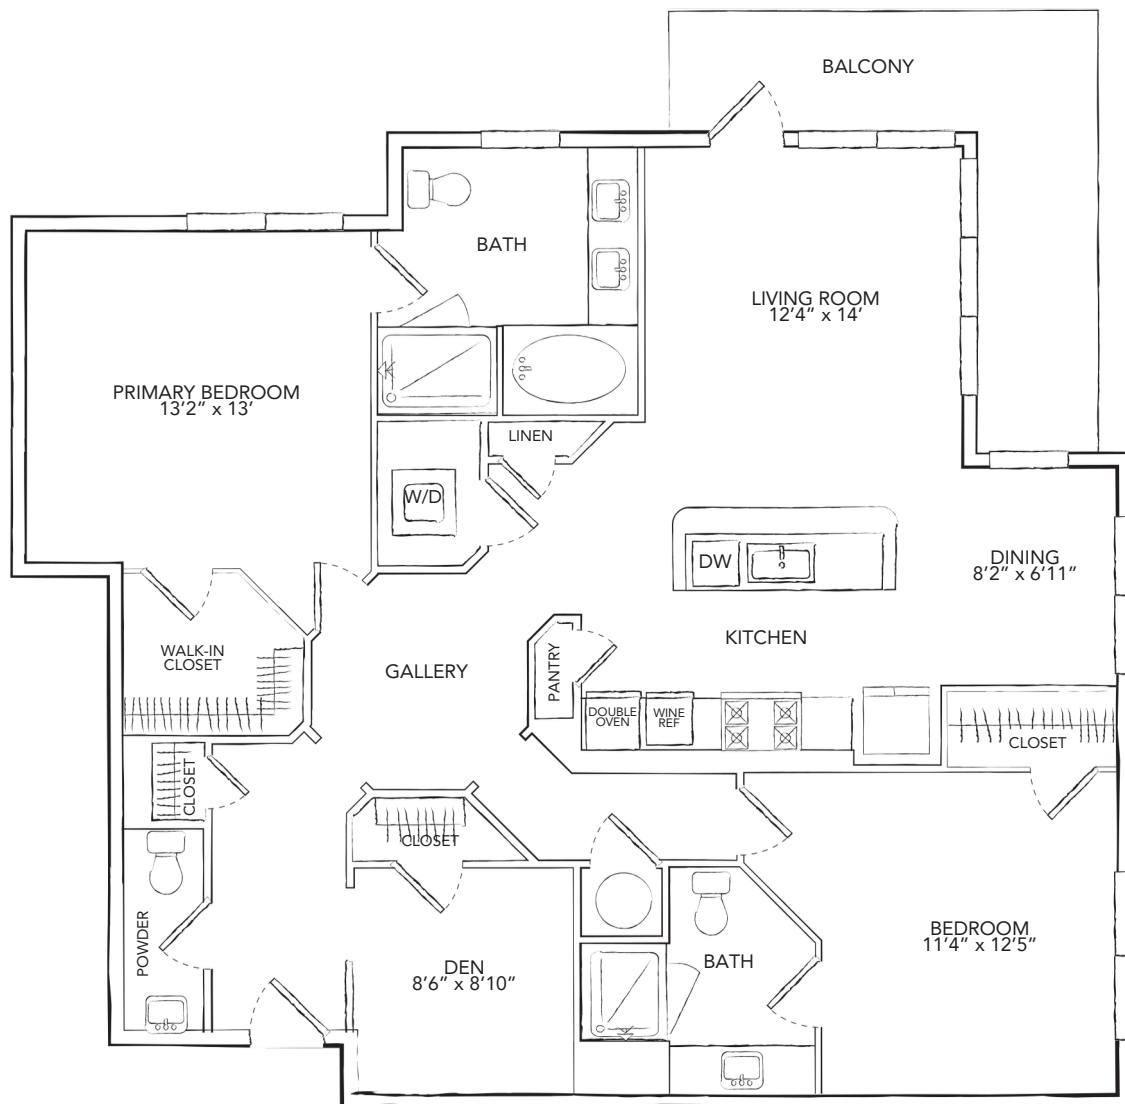 BALCONY
BATH
LIVING ROOM
12'4" x 14'
PRIMARY BEDROOM
13'2" x 13'
LINEN
W/D
DW
DINING
8'2" x 6'11"
KITCHEN
WALK-IN
CLOSET
GALLERY
PANTRY
DOUBLE
OVEN
WINE
REF
CLOSET
CLOSET
CLOSET
POWDER
BEDROOM
11'4" x 12'5"
BATH
DEN
8'6" x 8'10"